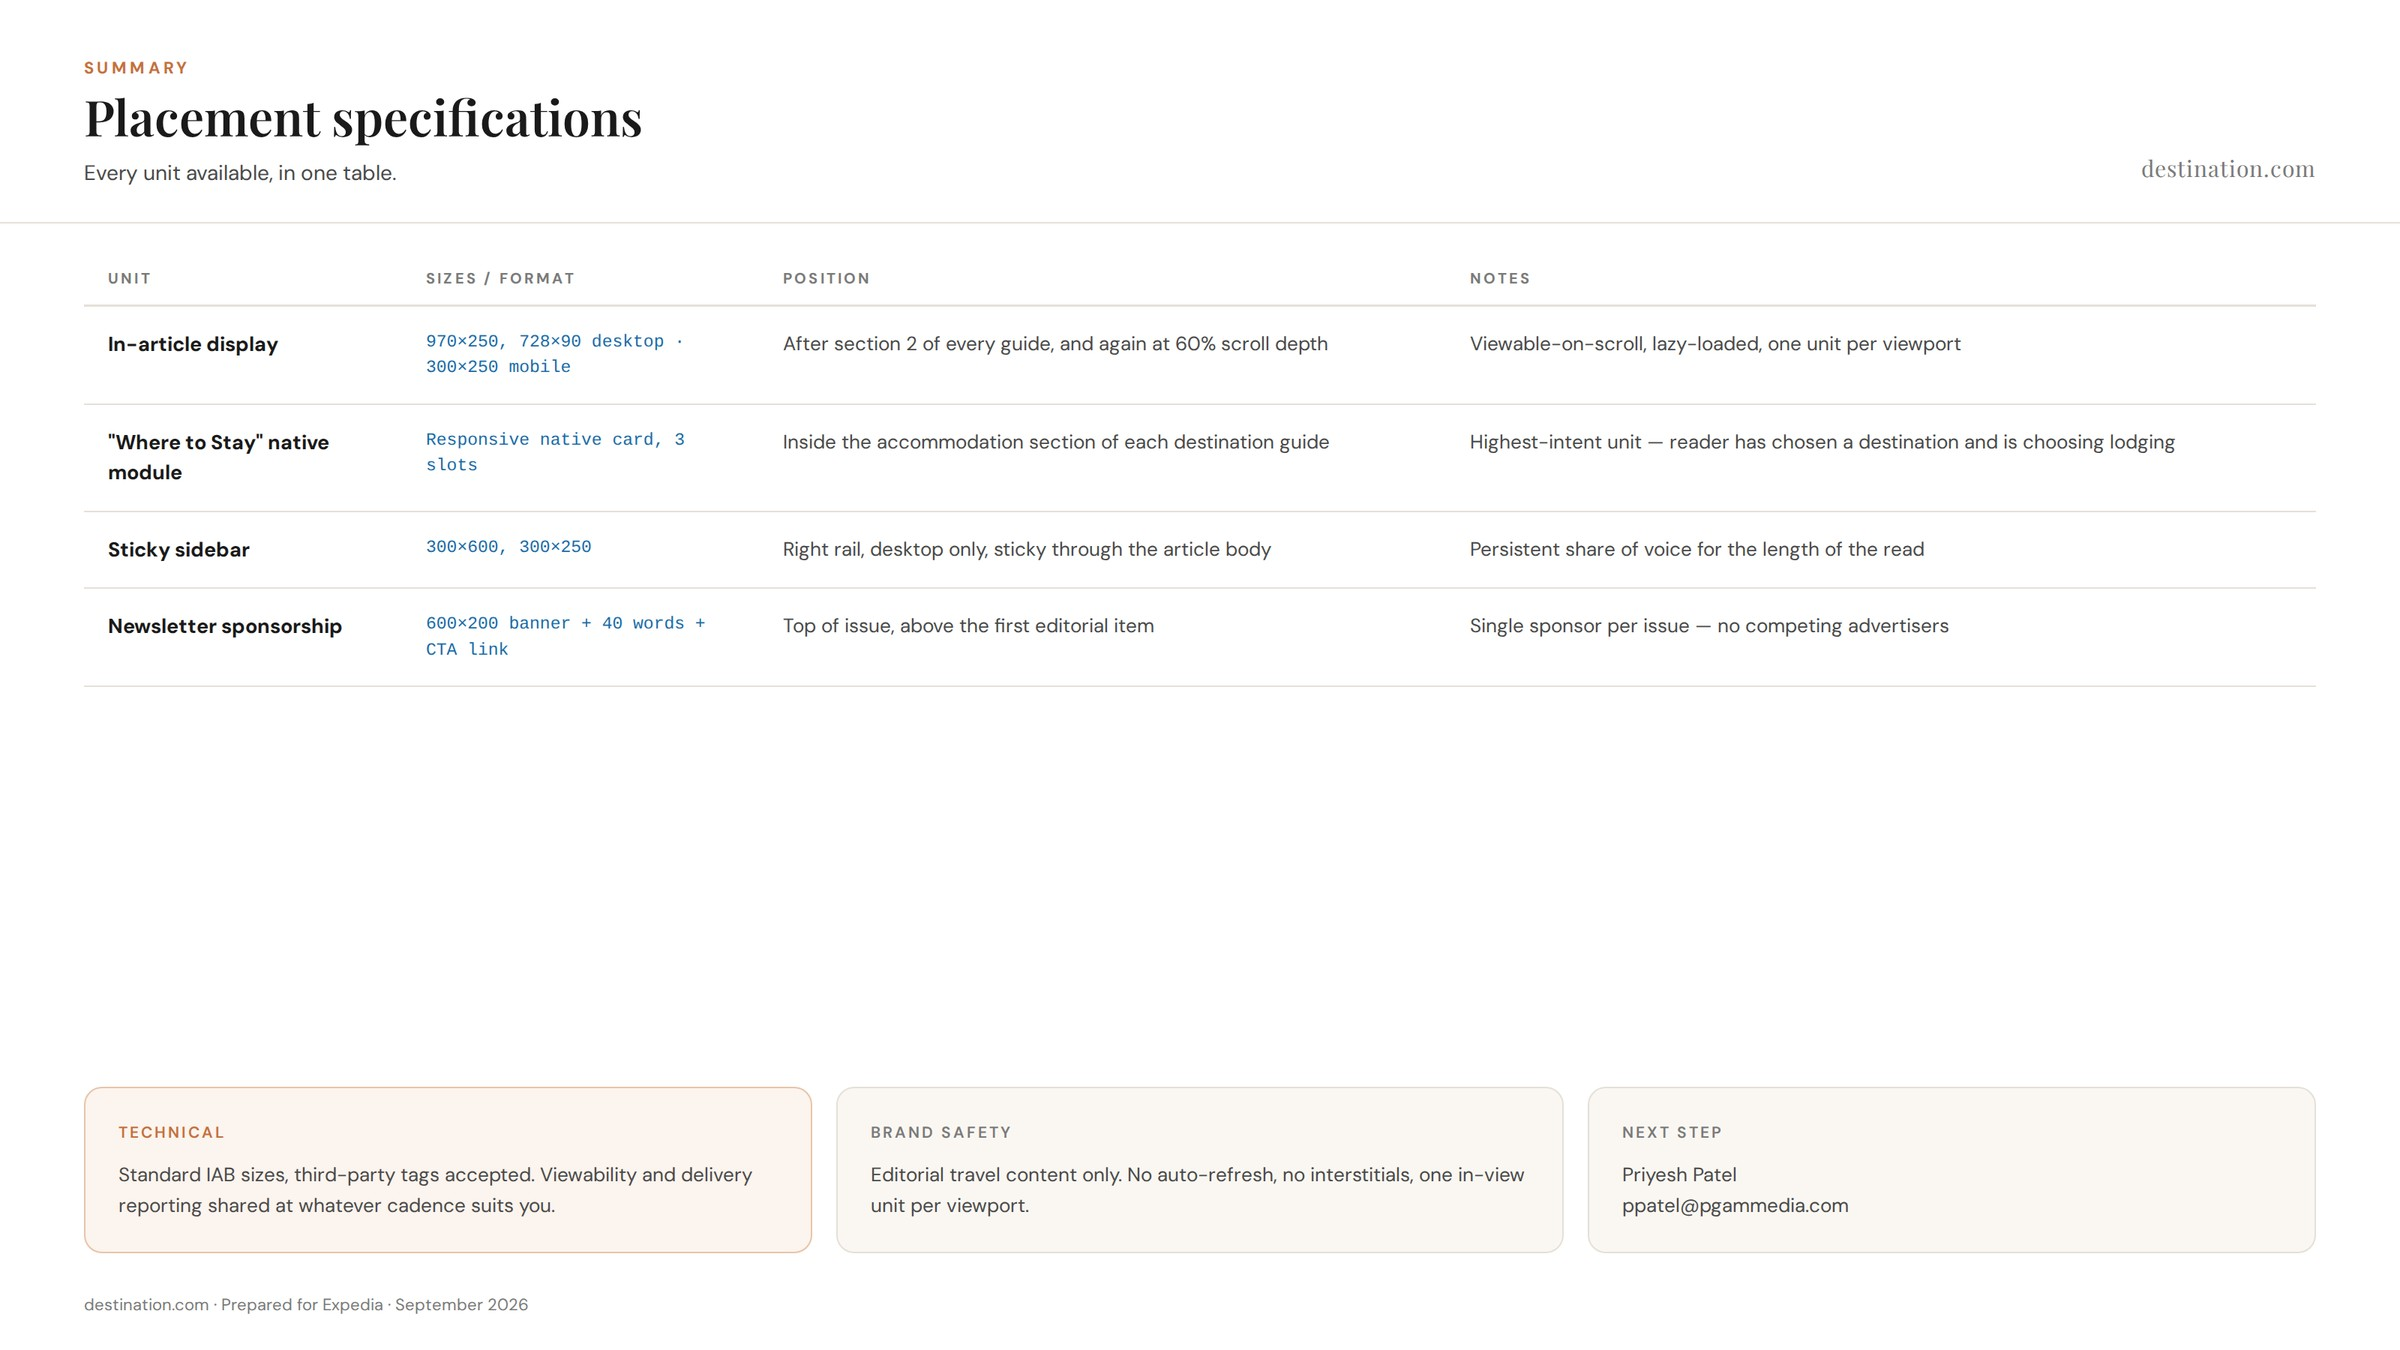 SUMMARY
Placement specifications
Every unit available, in one table.
destination.com
UNIT
SIZES / FORMAT
POSITION
NOTES
In-article display
970×250, 728×90 desktop ·
300×250 mobile
After section 2 of every guide, and again at 60% scroll depth
Viewable-on-scroll, lazy-loaded, one unit per viewport
"Where to Stay" native
module
Responsive native card, 3
slots
Inside the accommodation section of each destination guide
Highest-intent unit — reader has chosen a destination and is choosing lodging
Sticky sidebar
300×600, 300×250
Right rail, desktop only, sticky through the article body
Persistent share of voice for the length of the read
Newsletter sponsorship
600×200 banner + 40 words +
CTA link
Top of issue, above the first editorial item
Single sponsor per issue — no competing advertisers
TECHNICAL
Standard IAB sizes, third-party tags accepted. Viewability and delivery
reporting shared at whatever cadence suits you.
BRAND SAFETY
Editorial travel content only. No auto-refresh, no interstitials, one in-view
unit per viewport.
NEXT STEP
Priyesh Patel
ppatel@pgammedia.com
destination.com · Prepared for Expedia · September 2026